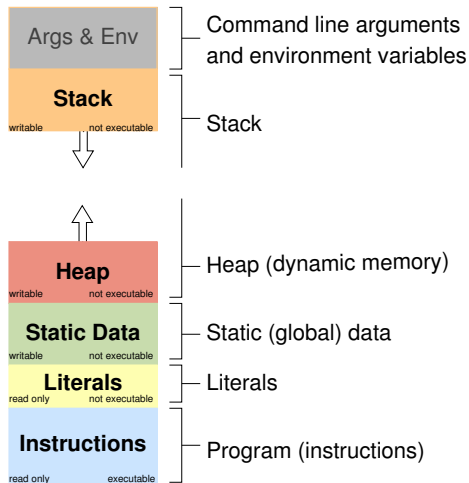 Args & Env
Command line arguments
and environment variables
Stack
writable not executable
Stack
Heap
writable not executable
Heap (dynamic memory)
Static Data
writable not executable
Static (global) data
Literals
read only not executable
Literals
Instructions
read only executable
Program (instructions)